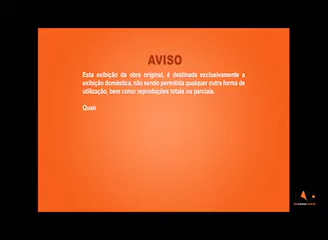 AVISO
Esta exibição da obra original, é destinada exclusivamente a
exibição doméstica, não sendo permitida qualquer outra forma de
utilização, bem como reproduções totais ou parciais.
Quaik